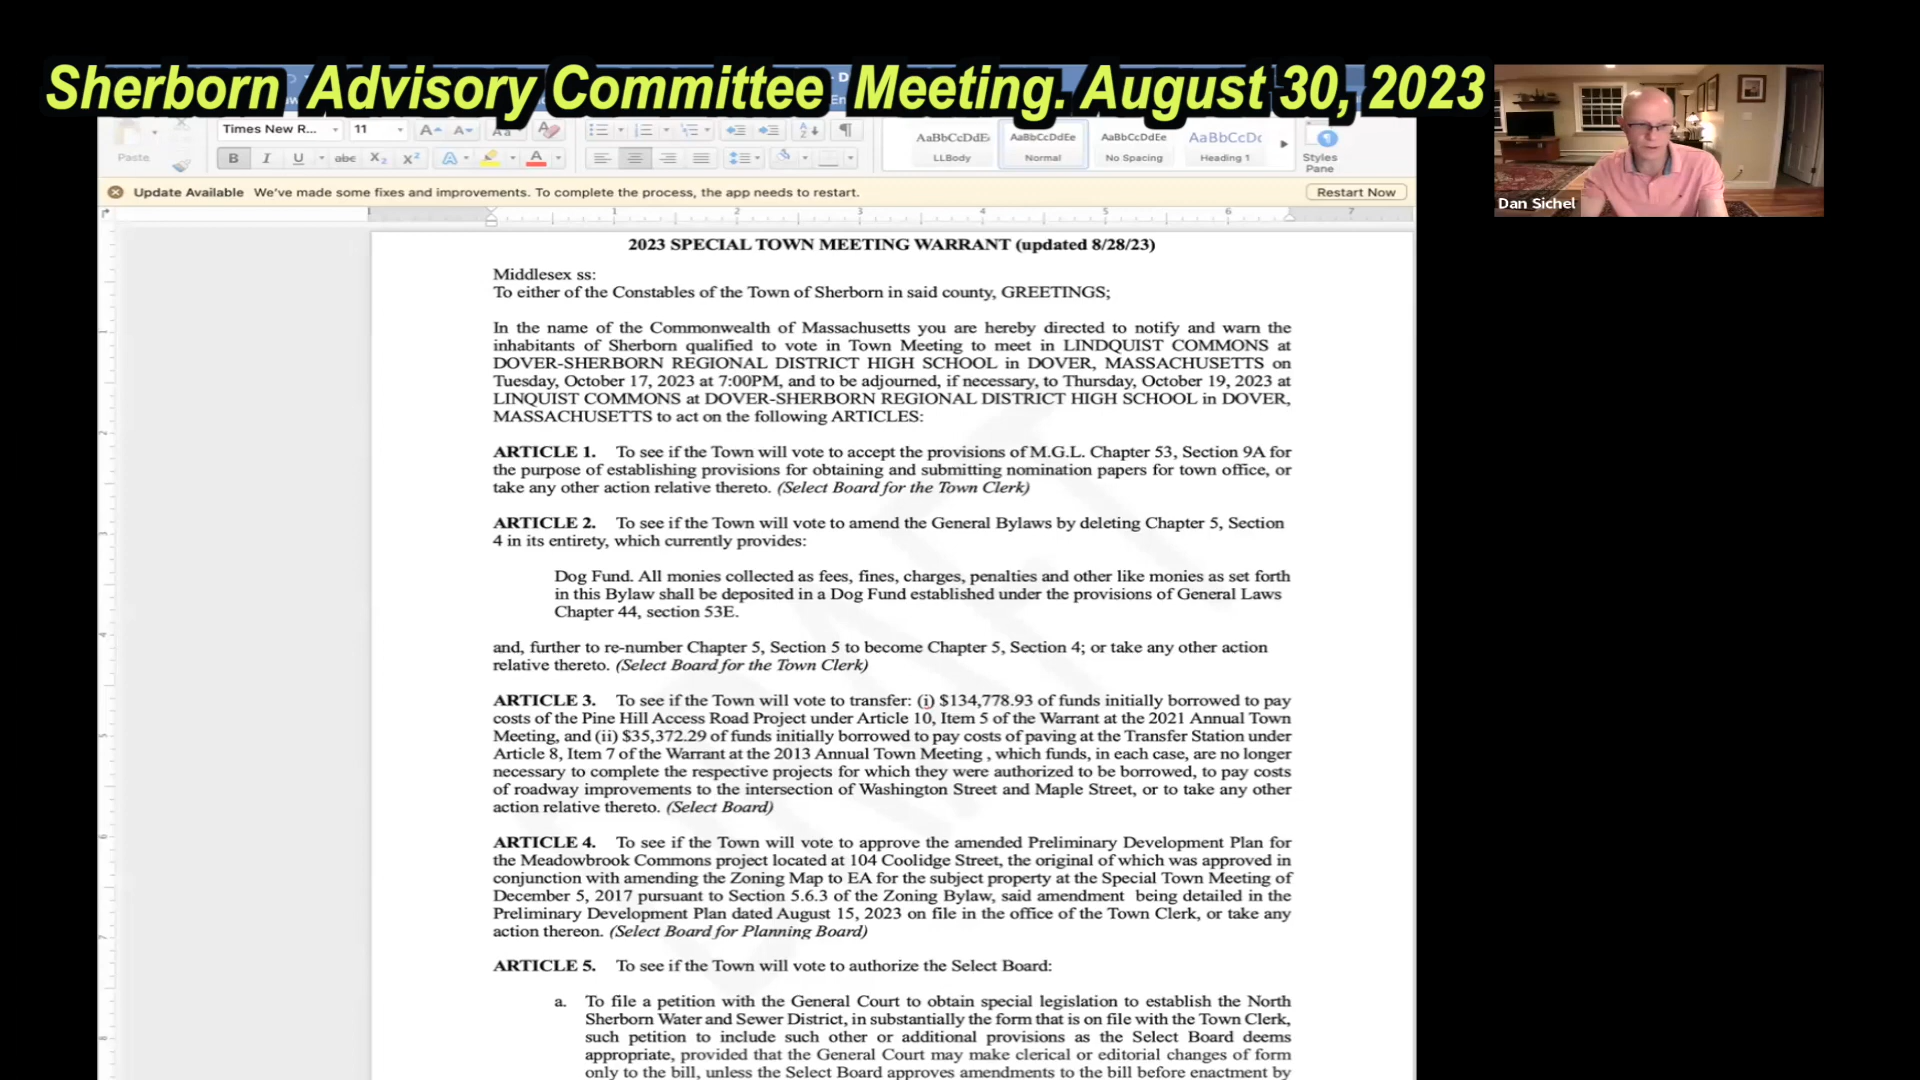 Sherborn Advisory Committee Meeting. August 30, 2023
Dan Sichel
Times New R... 11
Paste
B I U abc X₂ X²
AaBbCcDdE AaBbCcDdEe AaBbCcDdEe AaBbCcDc
LLBody Normal No Spacing Heading 1
Styles
Pane
Update Available We've made some fixes and improvements. To complete the process, the app needs to restart. Restart Now
1 2 3 4 5 6 7
2023 SPECIAL TOWN MEETING WARRANT (updated 8/28/23)
Middlesex ss:
To either of the Constables of the Town of Sherborn in said county, GREETINGS;
In the name of the Commonwealth of Massachusetts you are hereby directed to notify and warn the
inhabitants of Sherborn qualified to vote in Town Meeting to meet in LINDQUIST COMMONS at
DOVER-SHERBORN REGIONAL DISTRICT HIGH SCHOOL in DOVER, MASSACHUSETTS on
Tuesday, October 17, 2023 at 7:00PM, and to be adjourned, if necessary, to Thursday, October 19, 2023 at
LINQUIST COMMONS at DOVER-SHERBORN REGIONAL DISTRICT HIGH SCHOOL in DOVER,
MASSACHUSETTS to act on the following ARTICLES:
ARTICLE 1. To see if the Town will vote to accept the provisions of M.G.L. Chapter 53, Section 9A for
the purpose of establishing provisions for obtaining and submitting nomination papers for town office, or
take any other action relative thereto. (Select Board for the Town Clerk)
ARTICLE 2. To see if the Town will vote to amend the General Bylaws by deleting Chapter 5, Section
4 in its entirety, which currently provides:
Dog Fund. All monies collected as fees, fines, charges, penalties and other like monies as set forth
in this Bylaw shall be deposited in a Dog Fund established under the provisions of General Laws
Chapter 44, section 53E.
and, further to re-number Chapter 5, Section 5 to become Chapter 5, Section 4; or take any other action
relative thereto. (Select Board for the Town Clerk)
ARTICLE 3. To see if the Town will vote to transfer: (i) $134,778.93 of funds initially borrowed to pay
costs of the Pine Hill Access Road Project under Article 10, Item 5 of the Warrant at the 2021 Annual Town
Meeting, and (ii) $35,372.29 of funds initially borrowed to pay costs of paving at the Transfer Station under
Article 8, Item 7 of the Warrant at the 2013 Annual Town Meeting , which funds, in each case, are no longer
necessary to complete the respective projects for which they were authorized to be borrowed, to pay costs
of roadway improvements to the intersection of Washington Street and Maple Street, or to take any other
action relative thereto. (Select Board)
ARTICLE 4. To see if the Town will vote to approve the amended Preliminary Development Plan for
the Meadowbrook Commons project located at 104 Coolidge Street, the original of which was approved in
conjunction with amending the Zoning Map to EA for the subject property at the Special Town Meeting of
December 5, 2017 pursuant to Section 5.6.3 of the Zoning Bylaw, said amendment being detailed in the
Preliminary Development Plan dated August 15, 2023 on file in the office of the Town Clerk, or take any
action thereon. (Select Board for Planning Board)
ARTICLE 5. To see if the Town will vote to authorize the Select Board:
a. To file a petition with the General Court to obtain special legislation to establish the North
Sherborn Water and Sewer District, in substantially the form that is on file with the Town Clerk,
such petition to include such other or additional provisions as the Select Board deems
appropriate, provided that the General Court may make clerical or editorial changes of form
only to the bill, unless the Select Board approves amendments to the bill before enactment by